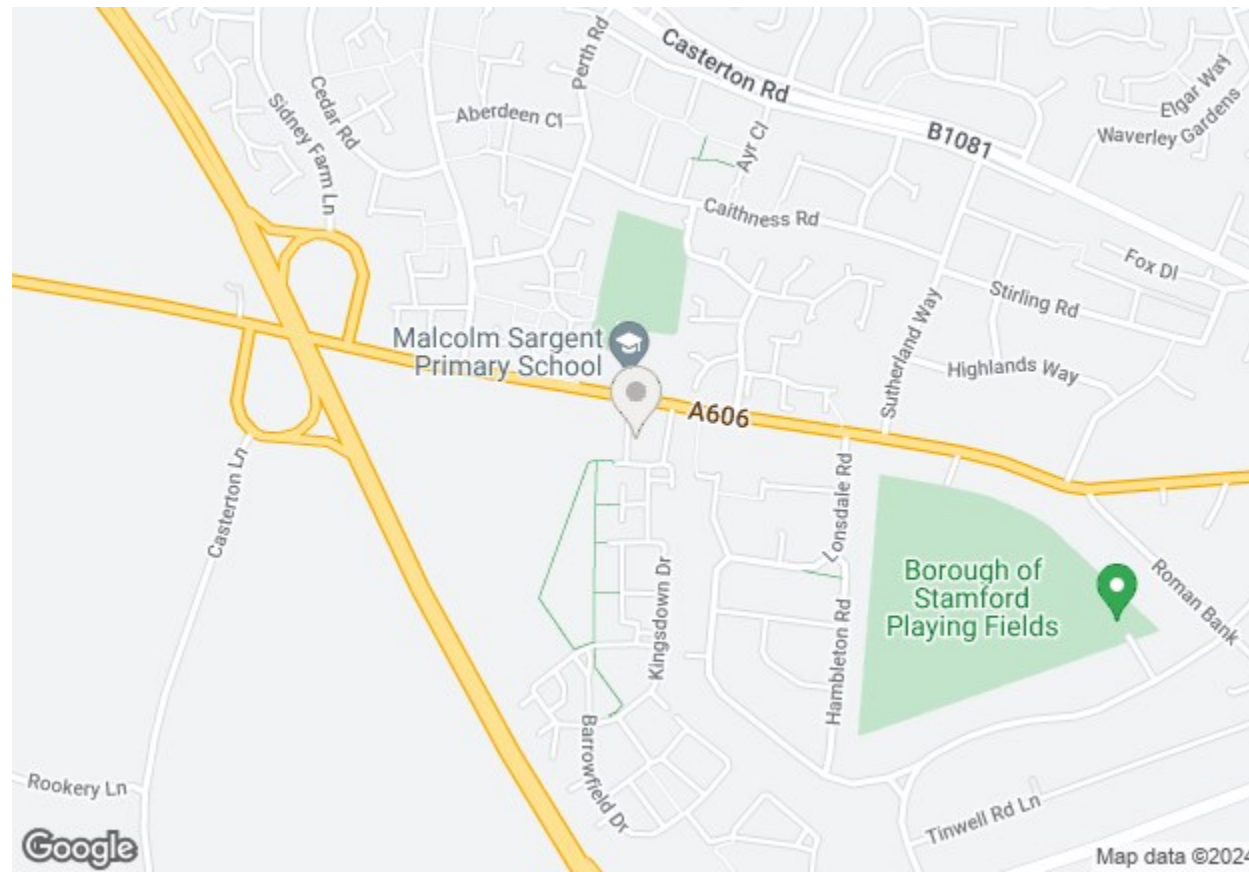 Casterton Rd
Perth Rd
Elgar Way
Waverley Gardens
Cedar Rd
Sidney Farm Ln
Aberdeen Cl
Ayr Cl
B1081
Caithness Rd
Fox Dl
Stirling Rd
Sutherland Way
Malcolm Sargent
Primary School
Highlands Way
A606
Casterton Ln
Lonsdale Rd
Kingsdown Dr
Borough of
Stamford
Playing Fields
Roman Bank
Hambleton Rd
Barrowfield Dr
Rookery Ln
Tinwell Rd Ln
Google
Map data ©2024